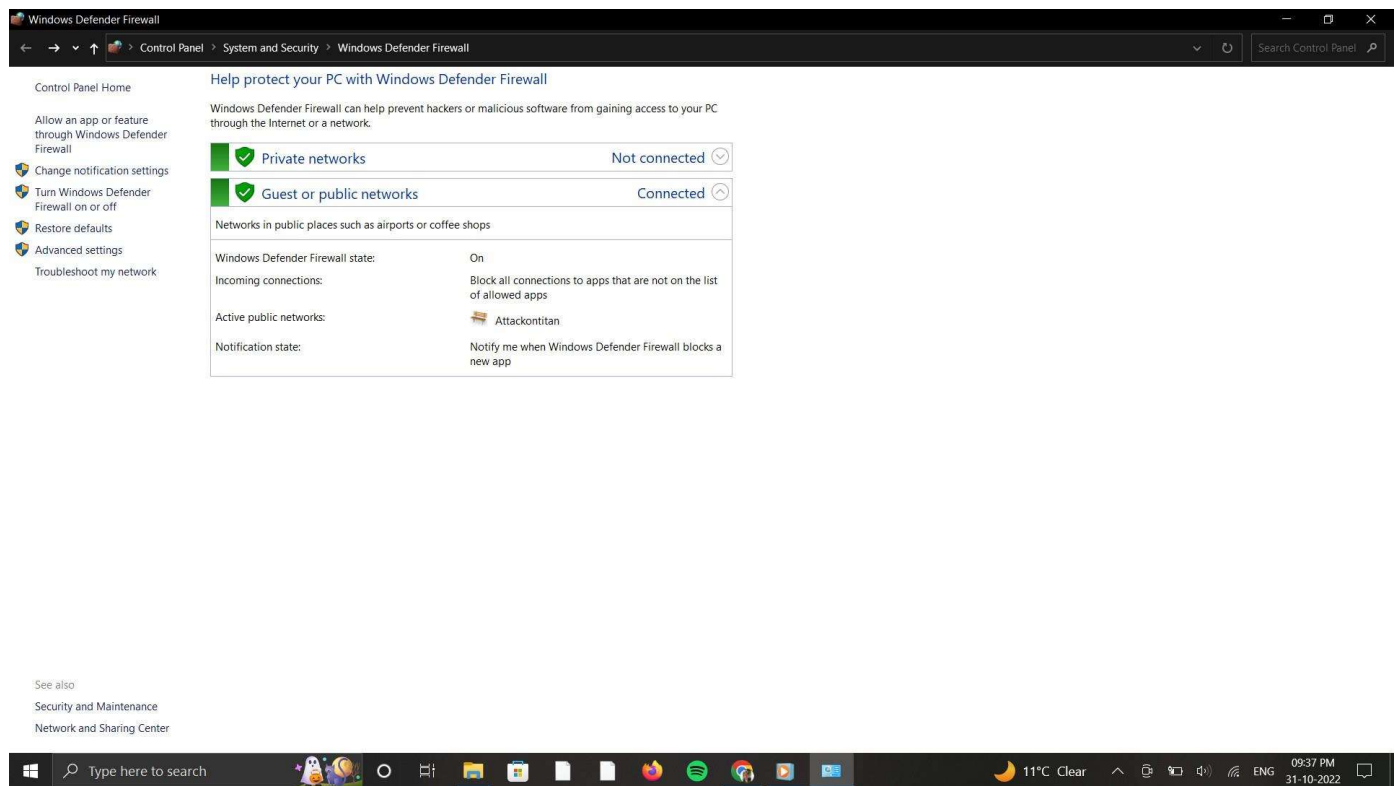 Windows Defender Firewall
Control Panel > System and Security > Windows Defender Firewall
Search Control Panel
Control Panel Home
Allow an app or feature
through Windows Defender
Firewall
Change notification settings
Turn Windows Defender
Firewall on or off
Restore defaults
Advanced settings
Troubleshoot my network
Help protect your PC with Windows Defender Firewall
Windows Defender Firewall can help prevent hackers or malicious software from gaining access to your PC
through the Internet or a network.
Private networks Not connected
Guest or public networks Connected
Networks in public places such as airports or coffee shops
Windows Defender Firewall state: On
Incoming connections: Block all connections to apps that are not on the list
of allowed apps
Active public networks: Attackontitan
Notification state: Notify me when Windows Defender Firewall blocks a
new app
See also
Security and Maintenance
Network and Sharing Center
Type here to search
11°C Clear
ENG
09:37 PM
31-10-2022